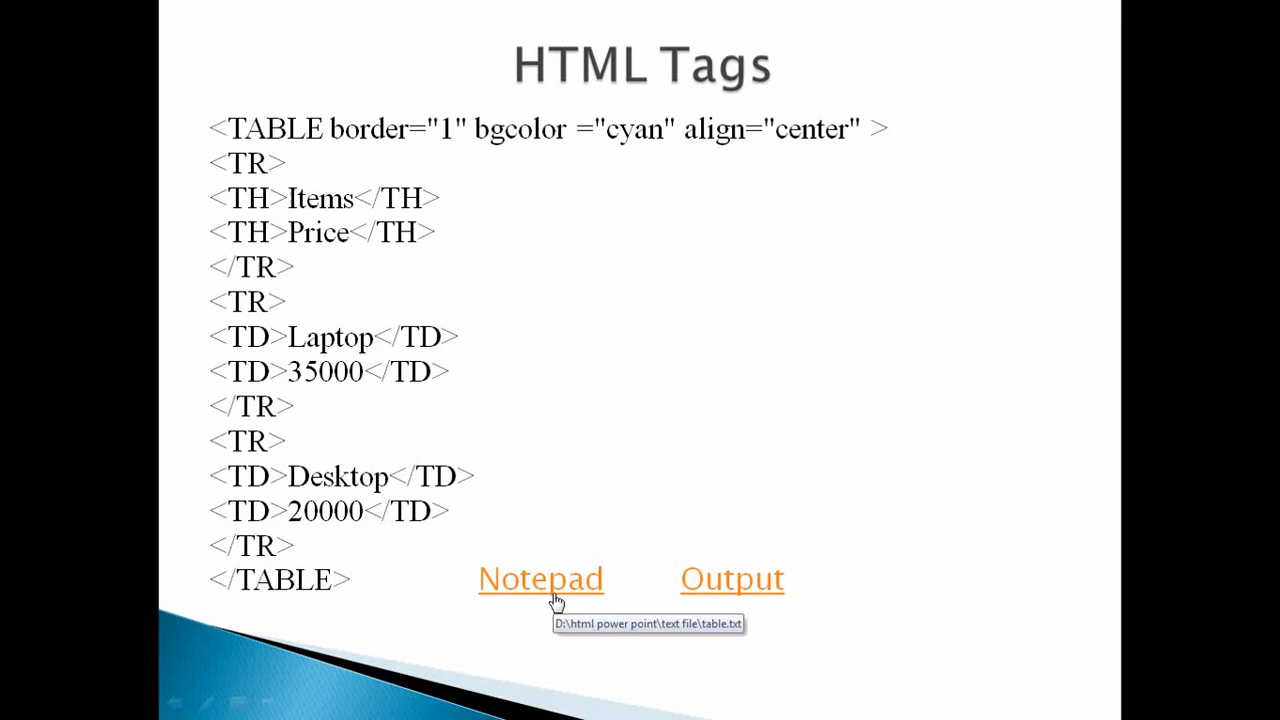 HTML Tags
<TABLE border="1" bgcolor ="cyan" align="center" >
<TR>
<TH>Items</TH>
<TH>Price</TH>
</TR>
<TR>
<TD>Laptop</TD>
<TD>35000</TD>
</TR>
<TR>
<TD>Desktop</TD>
<TD>20000</TD>
</TR>
</TABLE> Notepad Output
D:\html power point\text file\table.txt